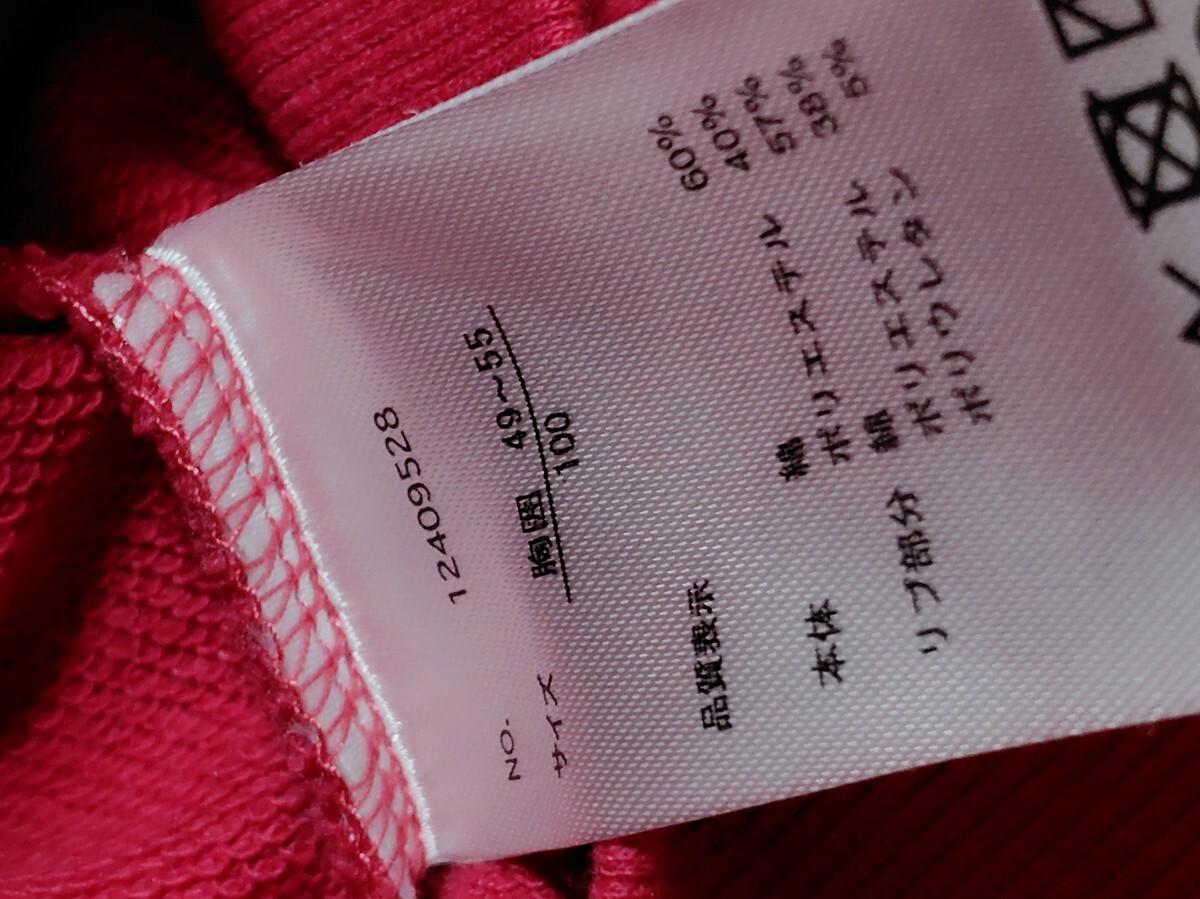 NO. 12409528
サイズ 胸囲 49~55
100
品質表示
本体 綿 60%
ポリエステル 40%
リブ部分 綿 57%
ポリエステル 38%
ポリウレタン 5%